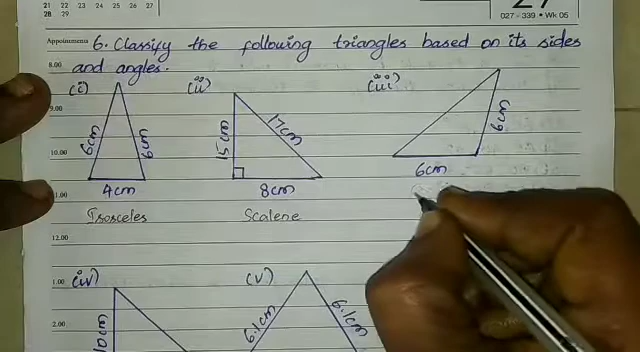 21 22 23 24 25 26 27
28 29
027 - 339 • Wk 05
Appointments 6. Classify the following triangles based on its sides
8.00 and angles.
(i) (ii) (iii)
9.00
6cm 6cm 15cm 17cm 6cm
10.00
4cm 8cm 6cm
11.00
Isosceles Scalene
12.00
1.00 (iv) (v)
2.00 10cm 6.1cm 6.1cm